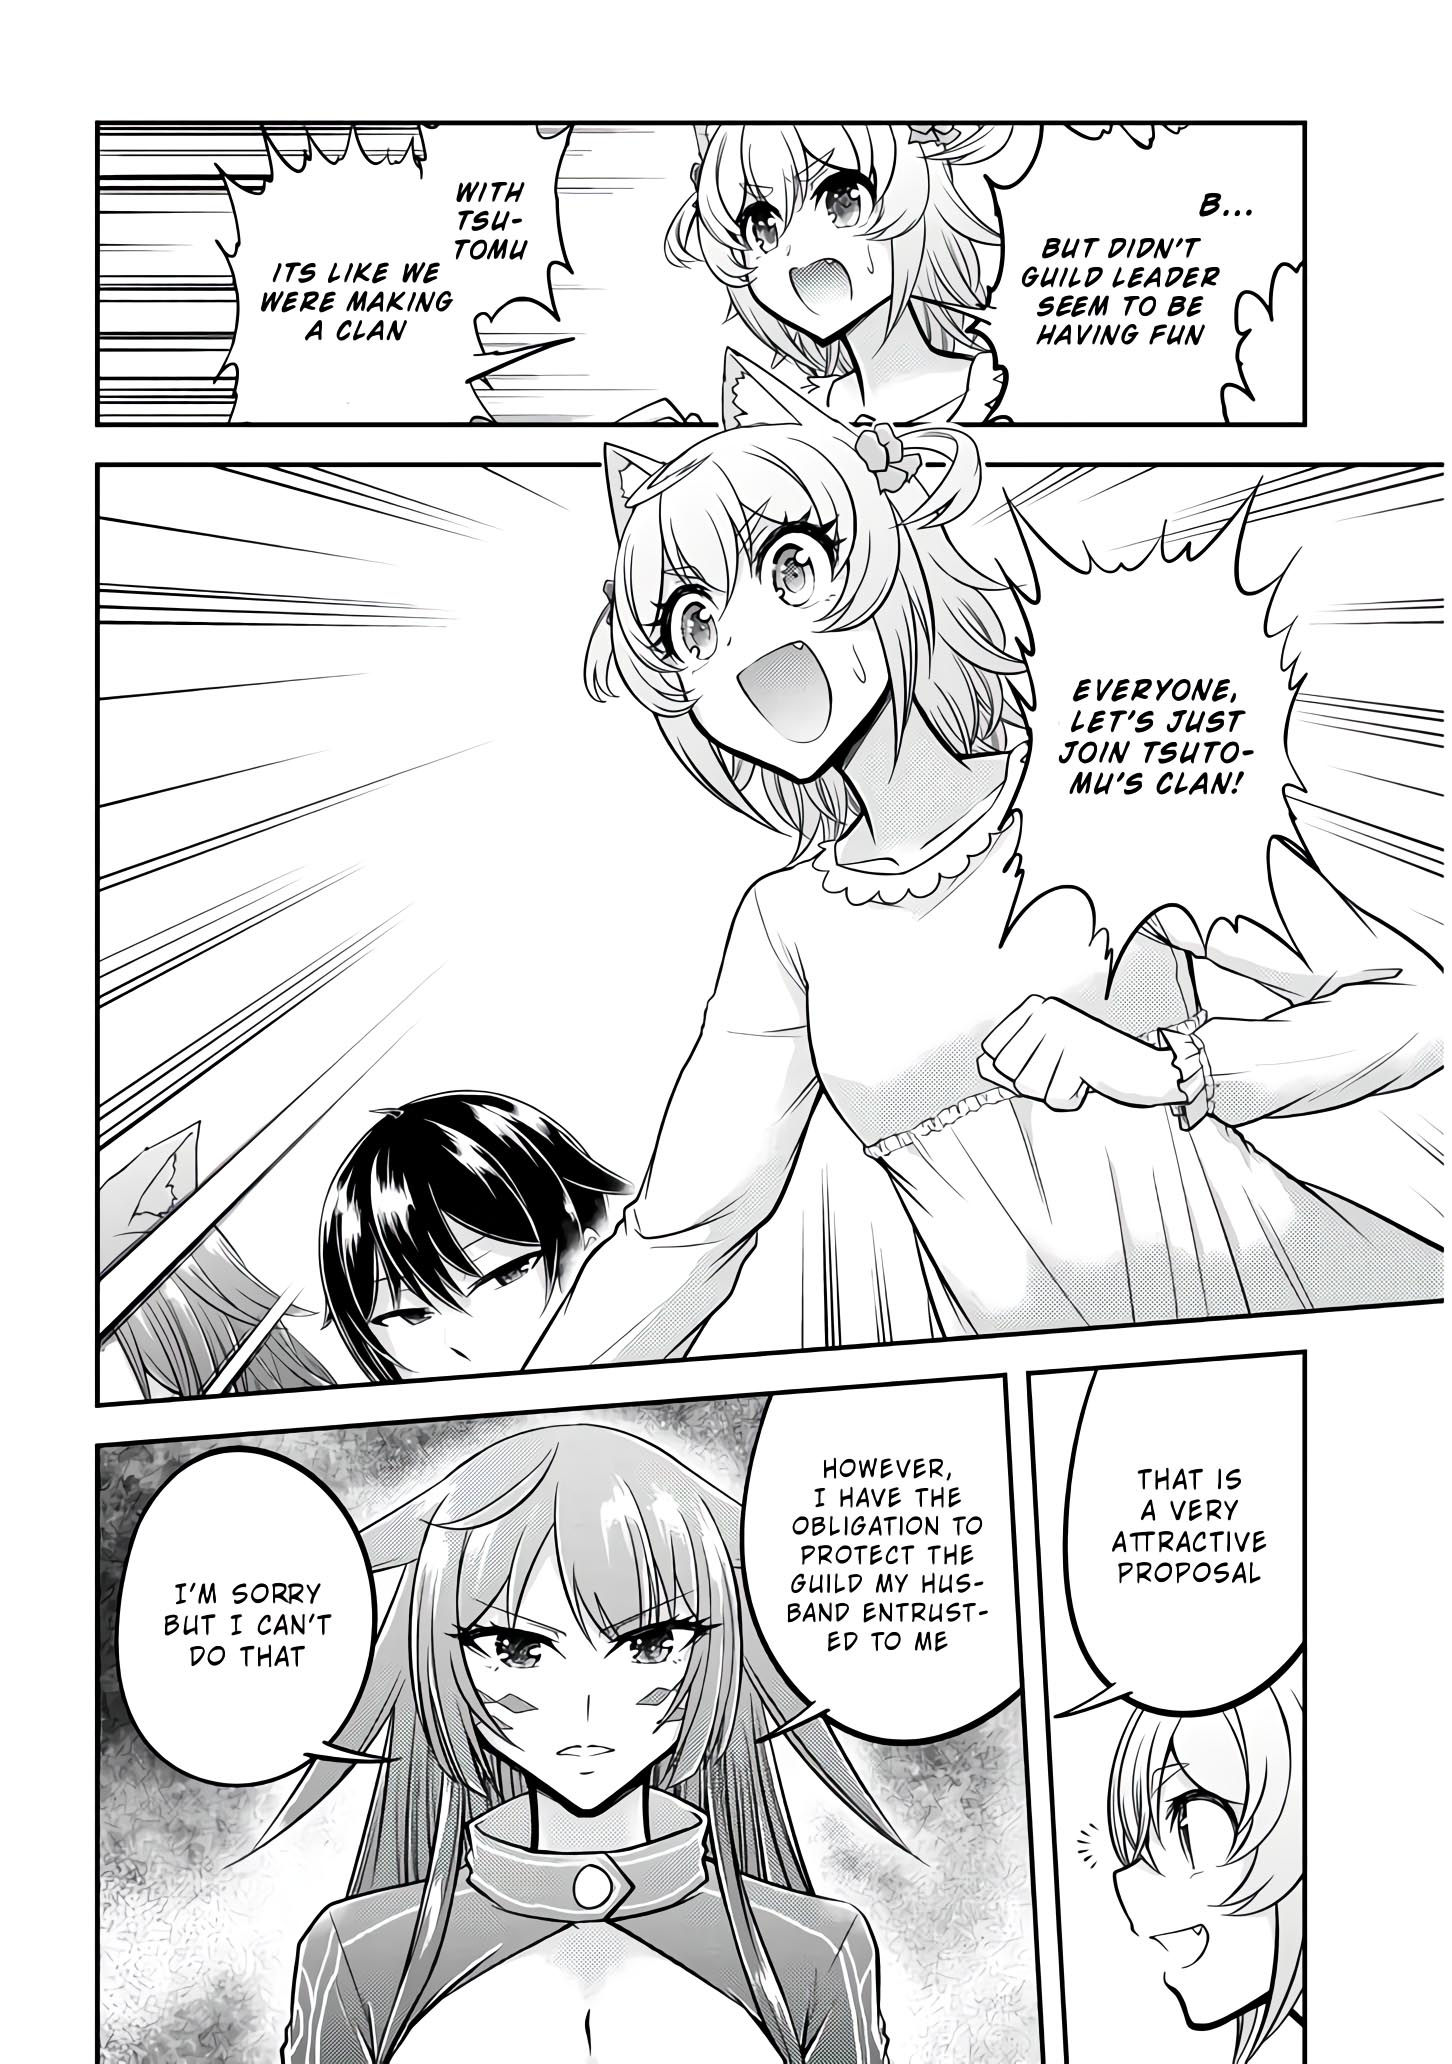 B...
BUT DIDN'T
GUILD LEADER
SEEM TO BE
HAVING FUN
WITH
TSU-
TOMU
ITS LIKE WE
WERE MAKING
A CLAN
EVERYONE,
LET'S JUST
JOIN TSUTO-
MU'S CLAN!
THAT IS
A VERY
ATTRACTIVE
PROPOSAL
HOWEVER,
I HAVE THE
OBLIGATION TO
PROTECT THE
GUILD MY HUS-
BAND ENTRUST-
ED TO ME
I'M SORRY
BUT I CAN'T
DO THAT